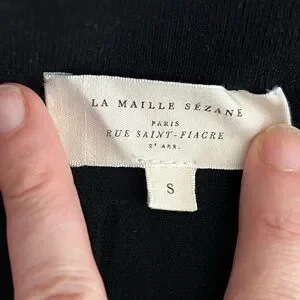 LA MAILLE SÉZANE
PARIS
RUE SAINT-FIACRE
2e ARR.
S